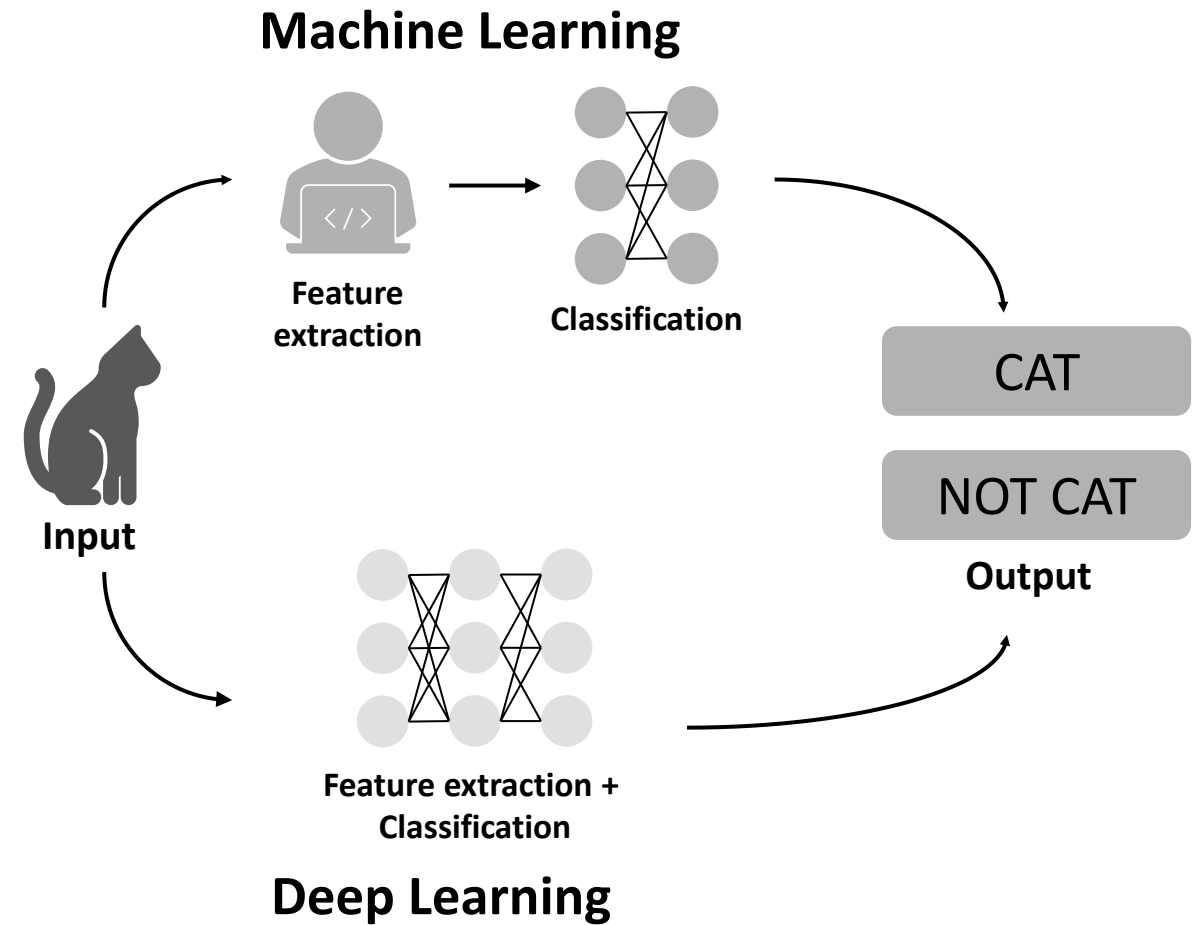 Machine Learning
</>
Feature
extraction
Classification
Input
CAT
NOT CAT
Output
Feature extraction +
Classification
Deep Learning